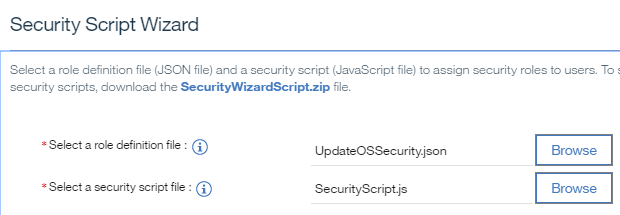 Security Script Wizard
Select a role definition file (JSON file) and a security script (JavaScript file) to assign security roles to users. To
security scripts, download the SecurityWizardScript.zip file.
* Select a role definition file : i UpdateOSSecurity.json Browse
* Select a security script file : i SecurityScript.js Browse